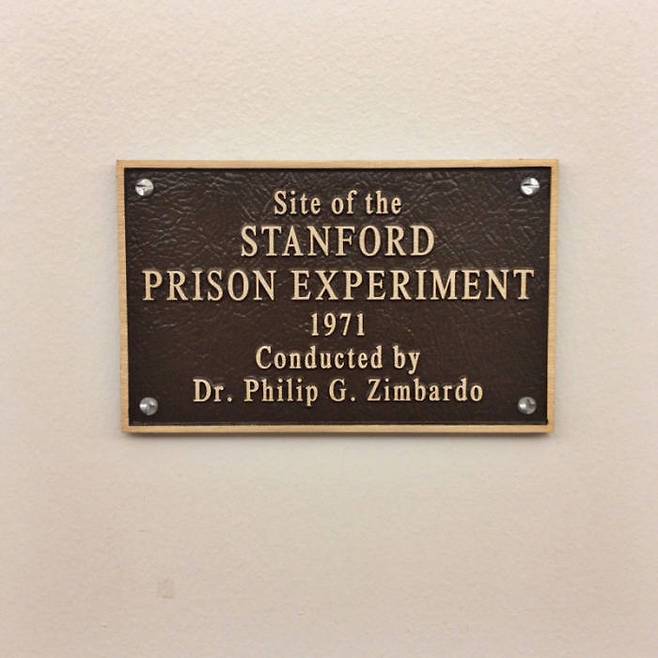 Site of the
STANFORD
PRISON EXPERIMENT
1971
Conducted by
Dr. Philip G. Zimbardo